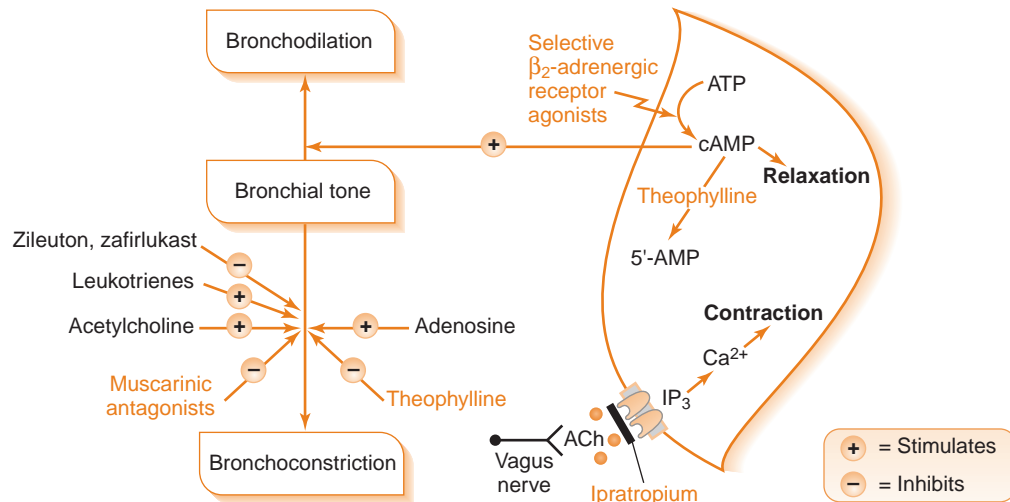 Bronchodilation
Bronchial tone
Zileuton, zafirlukast
Leukotrienes
Acetylcholine
Adenosine
Muscarinic
antagonists
Theophylline
Bronchoconstriction
−
+
+
+
−
−
+
Selective
β₂-adrenergic
receptor
agonists
ATP
cAMP
Relaxation
Theophylline
5'-AMP
Contraction
Ca²⁺
IP₃
ACh
Vagus
nerve
Ipratropium
+ = Stimulates
− = Inhibits